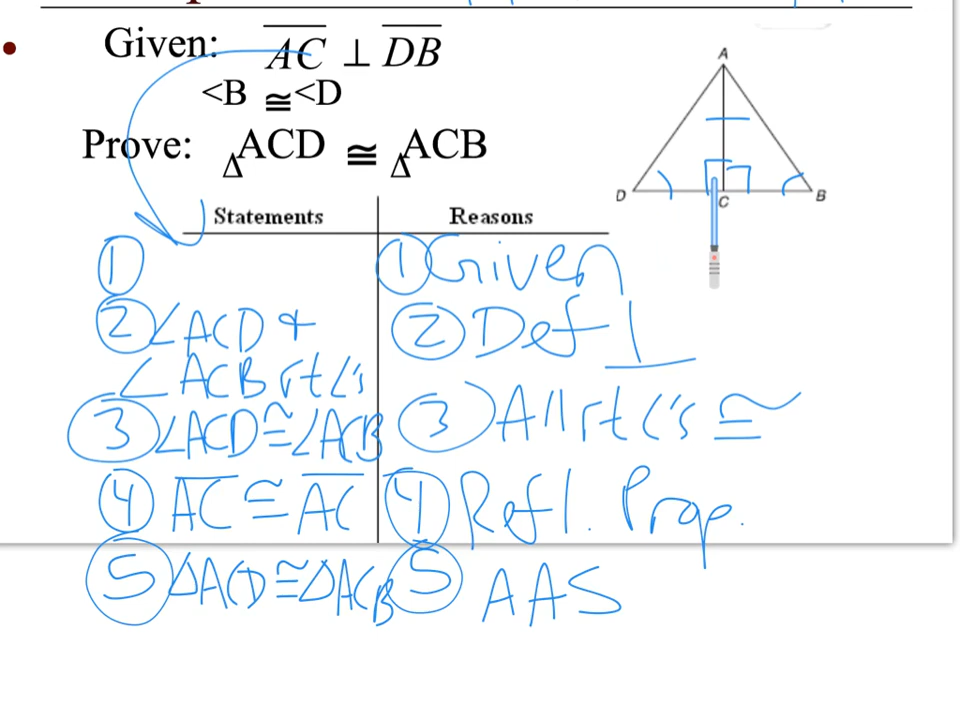 Given: AC ⊥ DB
<B ≅ <D
Prove: ΔACD ≅ ΔACB
A
D
C
B
Statements Reasons
① ① Given
② ∠ACD + ② Def ⊥
∠ACB rt ∠'s
③ ∠ACD ≅ ∠ACB ③ All rt ∠'s ≅
④ AC ≅ AC ④ Refl. Prop.
⑤ ΔACD ≅ ΔACB ⑤ AAS